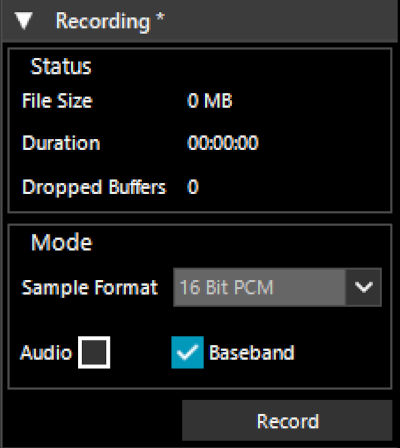 Recording *
Status
File Size 0 MB
Duration 00:00:00
Dropped Buffers 0
Mode
Sample Format 16 Bit PCM
Audio Baseband
Record